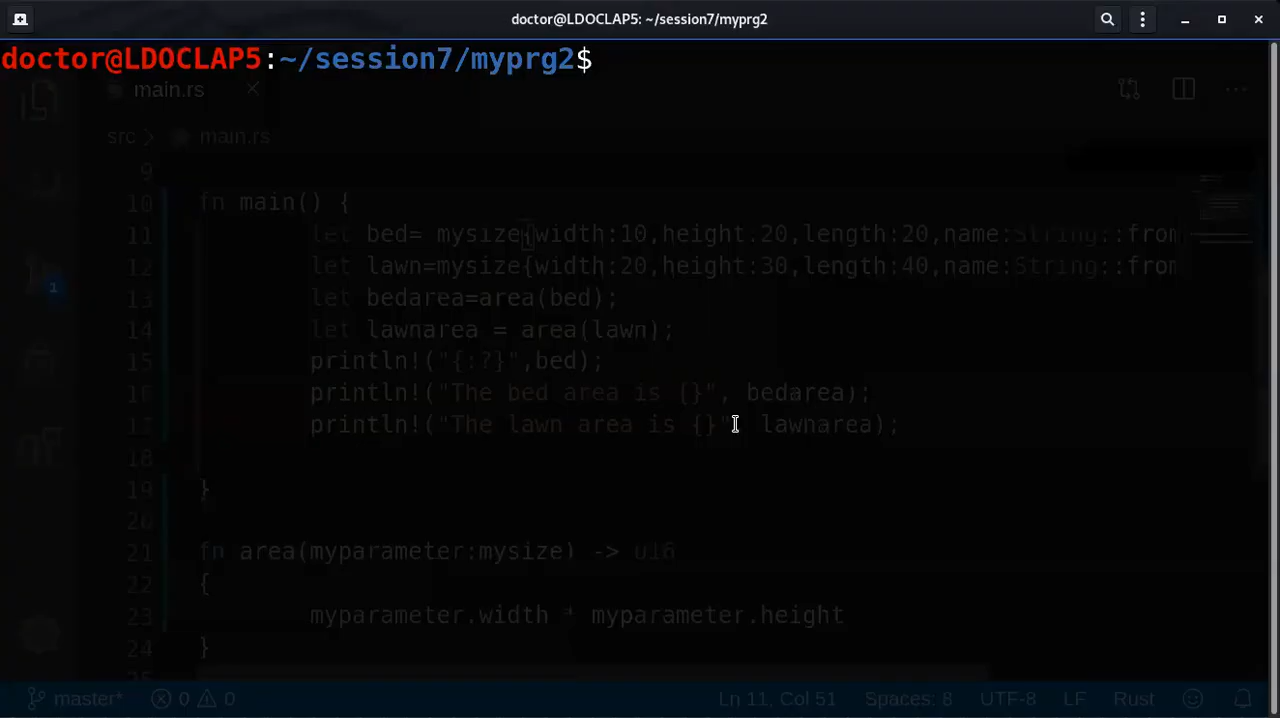 doctor@LDOCLAP5: ~/session7/myprg2
doctor@LDOCLAP5:~/session7/myprg2$
main.rs
src > main.rs
9
10 fn main() {
11 let bed= mysize{width:10,height:20,length:20,name:String::from
12 let lawn=mysize{width:20,height:30,length:40,name:String::from
13 let bedarea=area(bed);
14 let lawnarea = area(lawn);
15 println!("{:?}",bed);
16 println!("The bed area is {}", bedarea);
17 println!("The lawn area is {}", lawnarea);
18
19 }
20
21 fn area(myparameter:mysize) -> u16
22 {
23 myparameter.width * myparameter.height
24 }
1
master* 0 0 Ln 11, Col 51 Spaces: 8 UTF-8 LF Rust